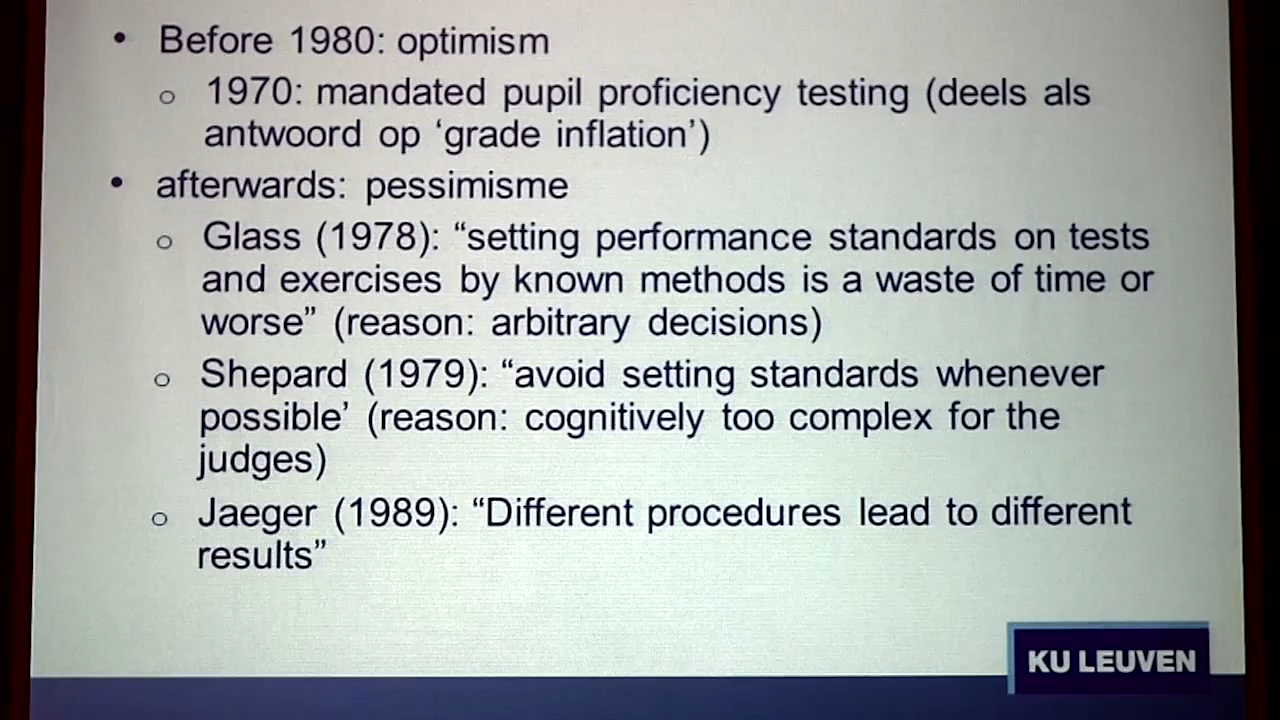 • Before 1980: optimism
o 1970: mandated pupil proficiency testing (deels als
antwoord op ‘grade inflation’)
• afterwards: pessimisme
o Glass (1978): “setting performance standards on tests
and exercises by known methods is a waste of time or
worse” (reason: arbitrary decisions)
o Shepard (1979): “avoid setting standards whenever
possible’ (reason: cognitively too complex for the
judges)
o Jaeger (1989): “Different procedures lead to different
results”
KU LEUVEN